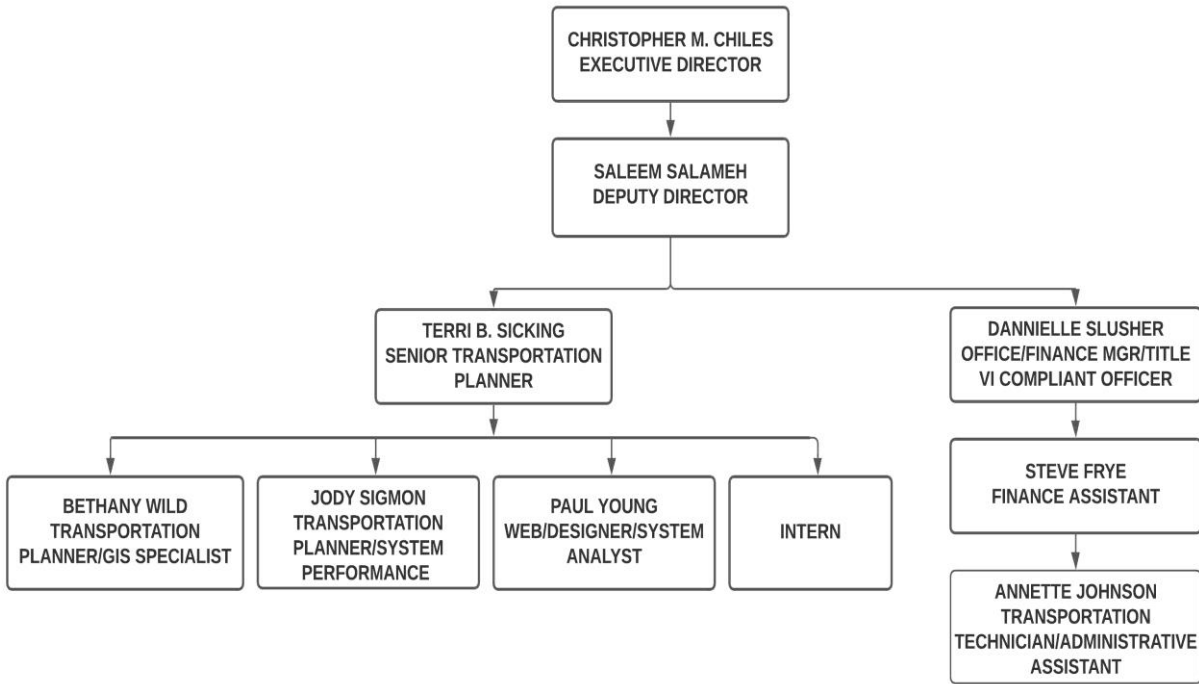 CHRISTOPHER M. CHILES
EXECUTIVE DIRECTOR
SALEEM SALAMEH
DEPUTY DIRECTOR
TERRI B. SICKING
SENIOR TRANSPORTATION
PLANNER
DANNIELLE SLUSHER
OFFICE/FINANCE MGR/TITLE
VI COMPLIANT OFFICER
BETHANY WILD
TRANSPORTATION
PLANNER/GIS SPECIALIST
JODY SIGMON
TRANSPORTATION
PLANNER/SYSTEM
PERFORMANCE
PAUL YOUNG
WEB/DESIGNER/SYSTEM
ANALYST
INTERN
STEVE FRYE
FINANCE ASSISTANT
ANNETTE JOHNSON
TRANSPORTATION
TECHNICIAN/ADMINISTRATIVE
ASSISTANT